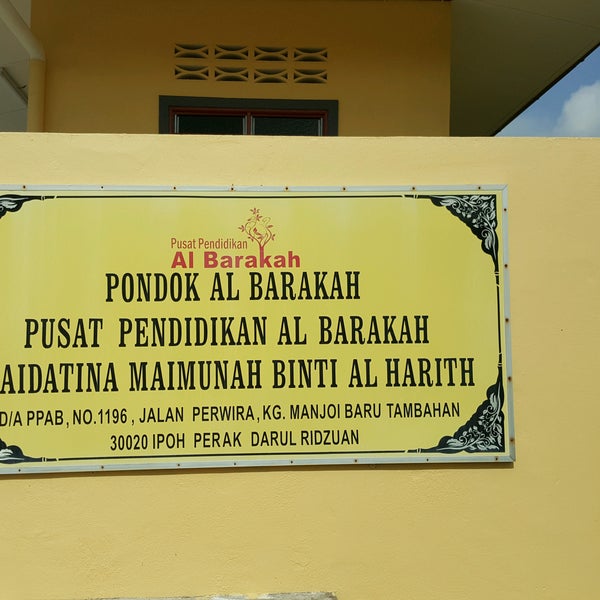 Pusat Pendidikan
Al Barakah
PONDOK AL BARAKAH
PUSAT PENDIDIKAN AL BARAKAH
AIDATINA MAIMUNAH BINTI AL HARITH
D/A PPAB, NO.1196, JALAN PERWIRA, KG. MANJOI BARU TAMBAHAN
30020 IPOH PERAK DARUL RIDZUAN